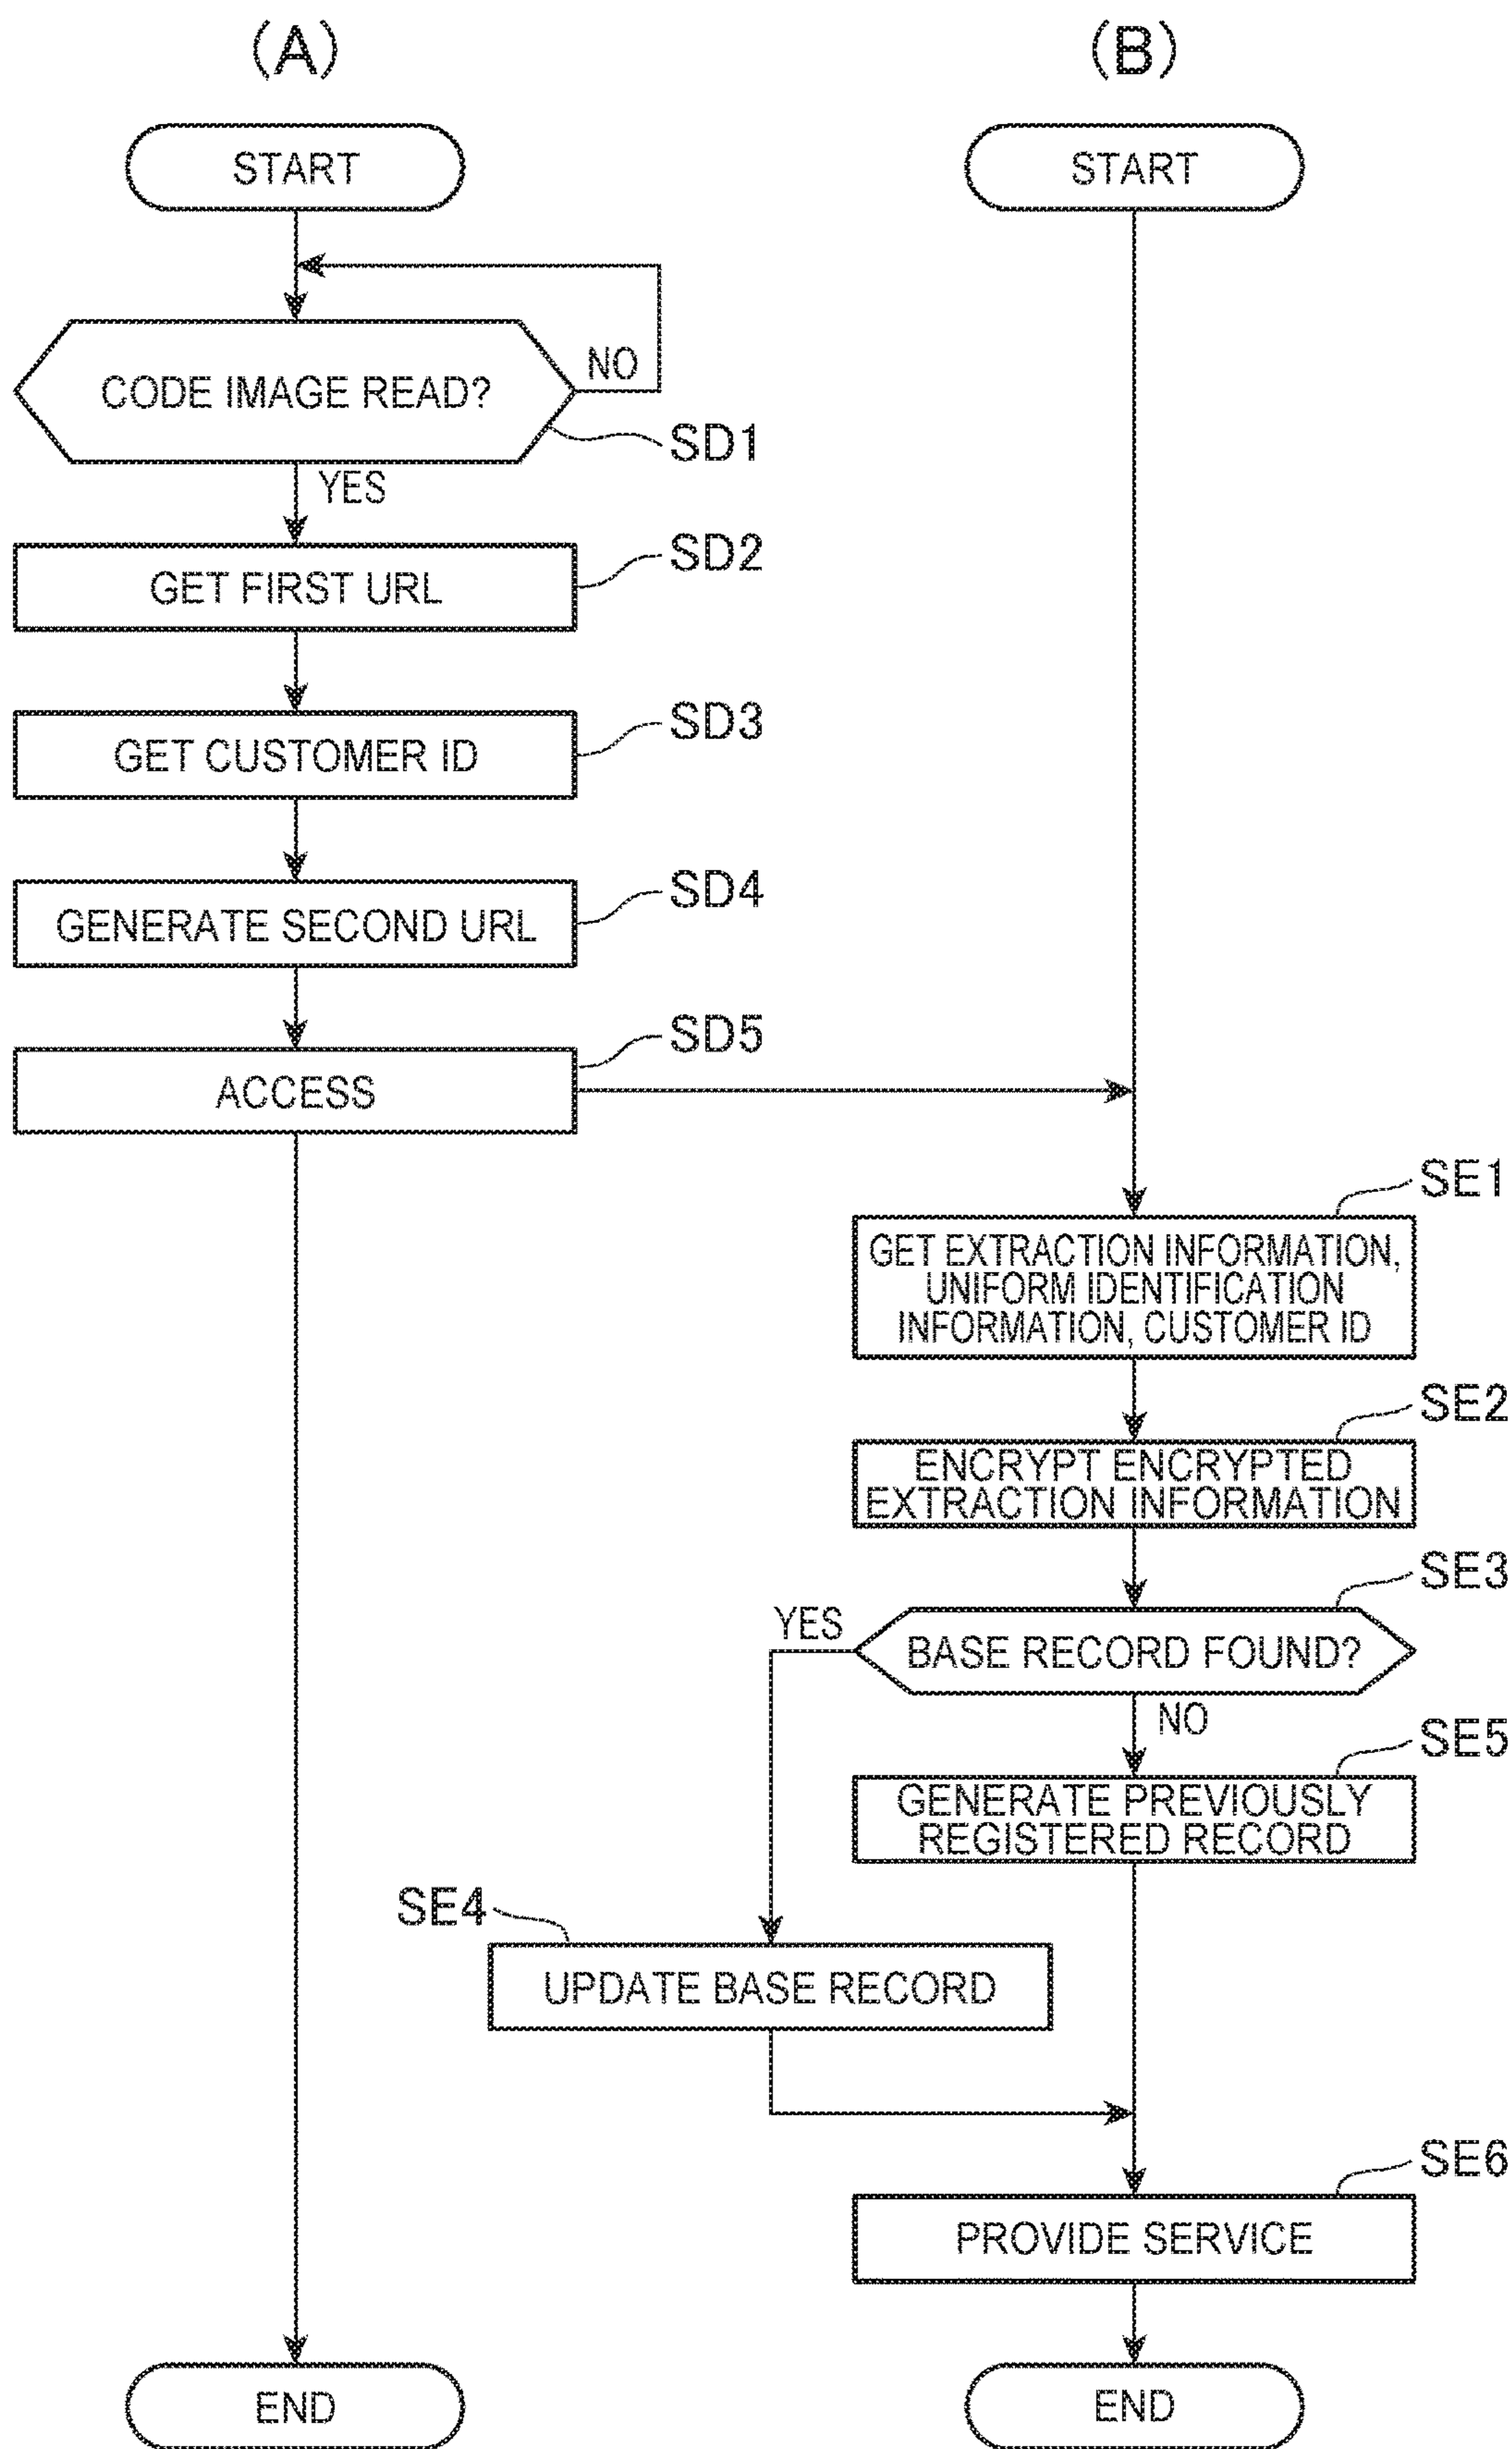 (A)
START
CODE IMAGE READ?
NO
SD1
YES
GET FIRST URL
SD2
GET CUSTOMER ID
SD3
GENERATE SECOND URL
SD4
ACCESS
SD5
END
(B)
START
SE1
GET EXTRACTION INFORMATION,
UNIFORM IDENTIFICATION
INFORMATION, CUSTOMER ID
SE2
ENCRYPT ENCRYPTED
EXTRACTION INFORMATION
SE3
YES
BASE RECORD FOUND?
NO
SE5
GENERATE PREVIOUSLY
REGISTERED RECORD
SE4
UPDATE BASE RECORD
SE6
PROVIDE SERVICE
END